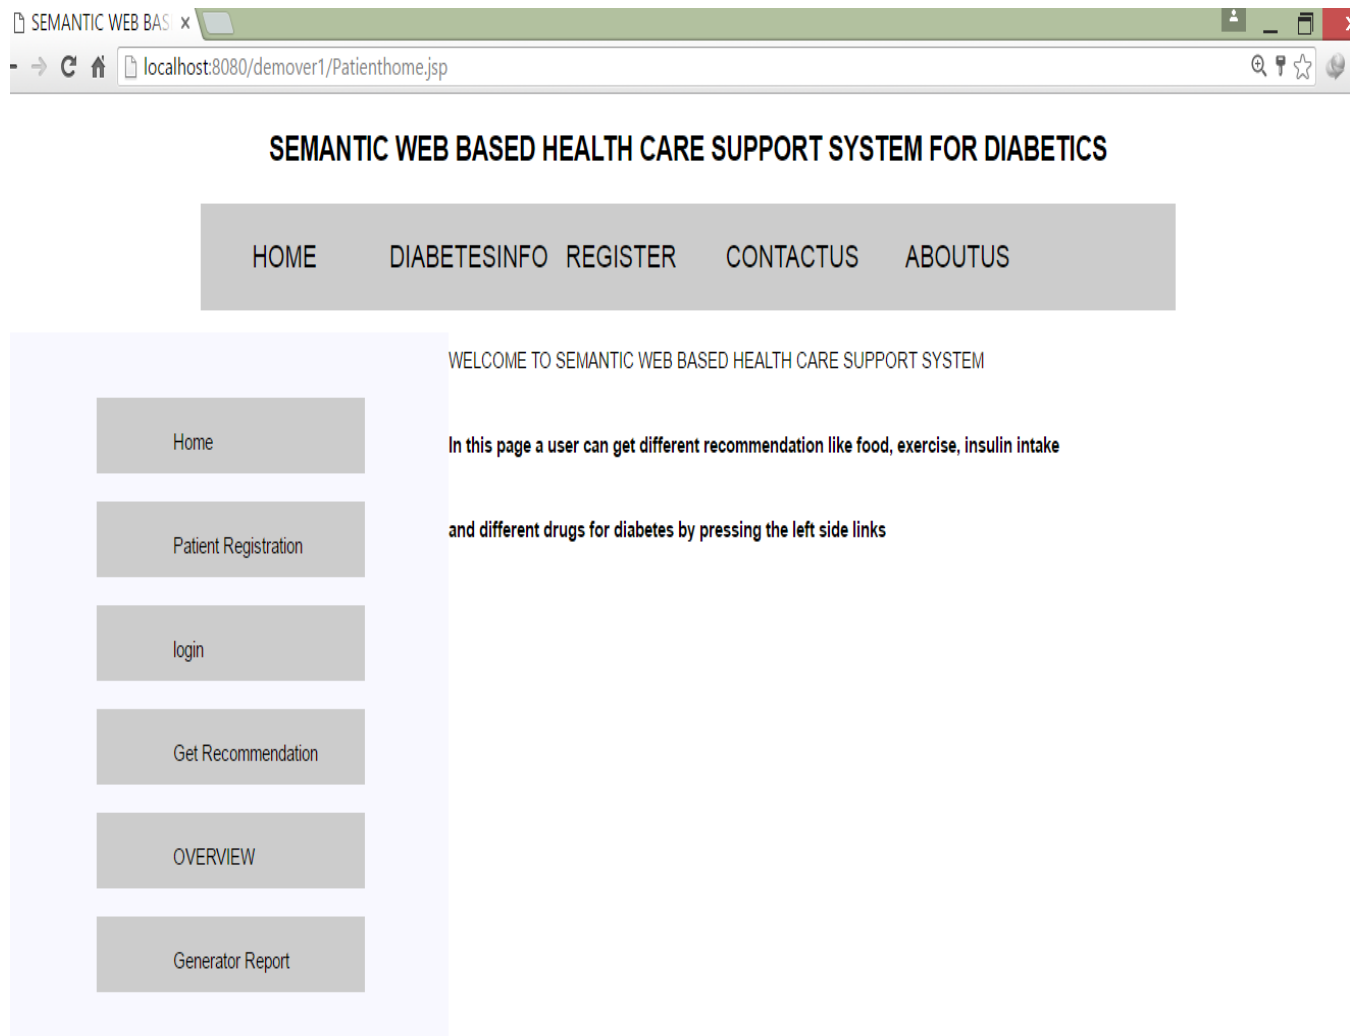 SEMANTIC WEB BAS
localhost:8080/demover1/Patienthome.jsp
SEMANTIC WEB BASED HEALTH CARE SUPPORT SYSTEM FOR DIABETICS
HOME DIABETESINFO REGISTER CONTACTUS ABOUTUS
WELCOME TO SEMANTIC WEB BASED HEALTH CARE SUPPORT SYSTEM
In this page a user can get different recommendation like food, exercise, insulin intake
and different drugs for diabetes by pressing the left side links
Home
Patient Registration
login
Get Recommendation
OVERVIEW
Generator Report